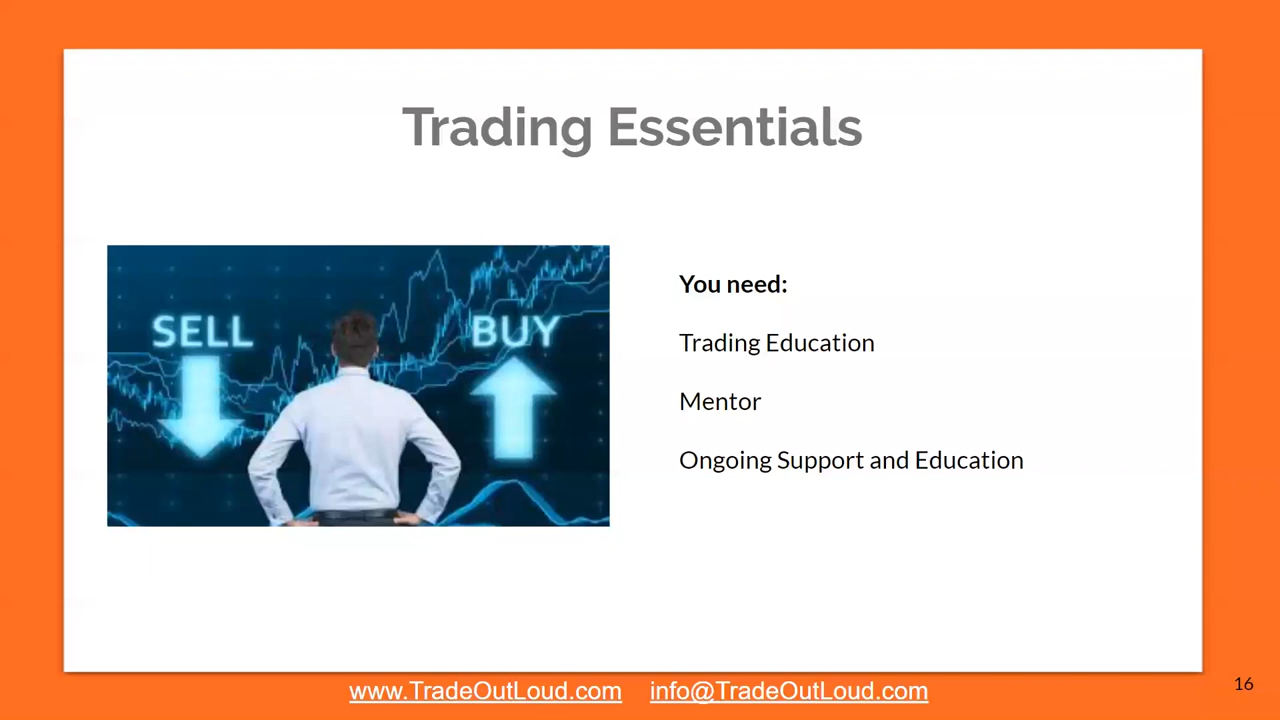 Trading Essentials
SELL
BUY
You need:
Trading Education
Mentor
Ongoing Support and Education
www.TradeOutLoud.com info@TradeOutLoud.com
16